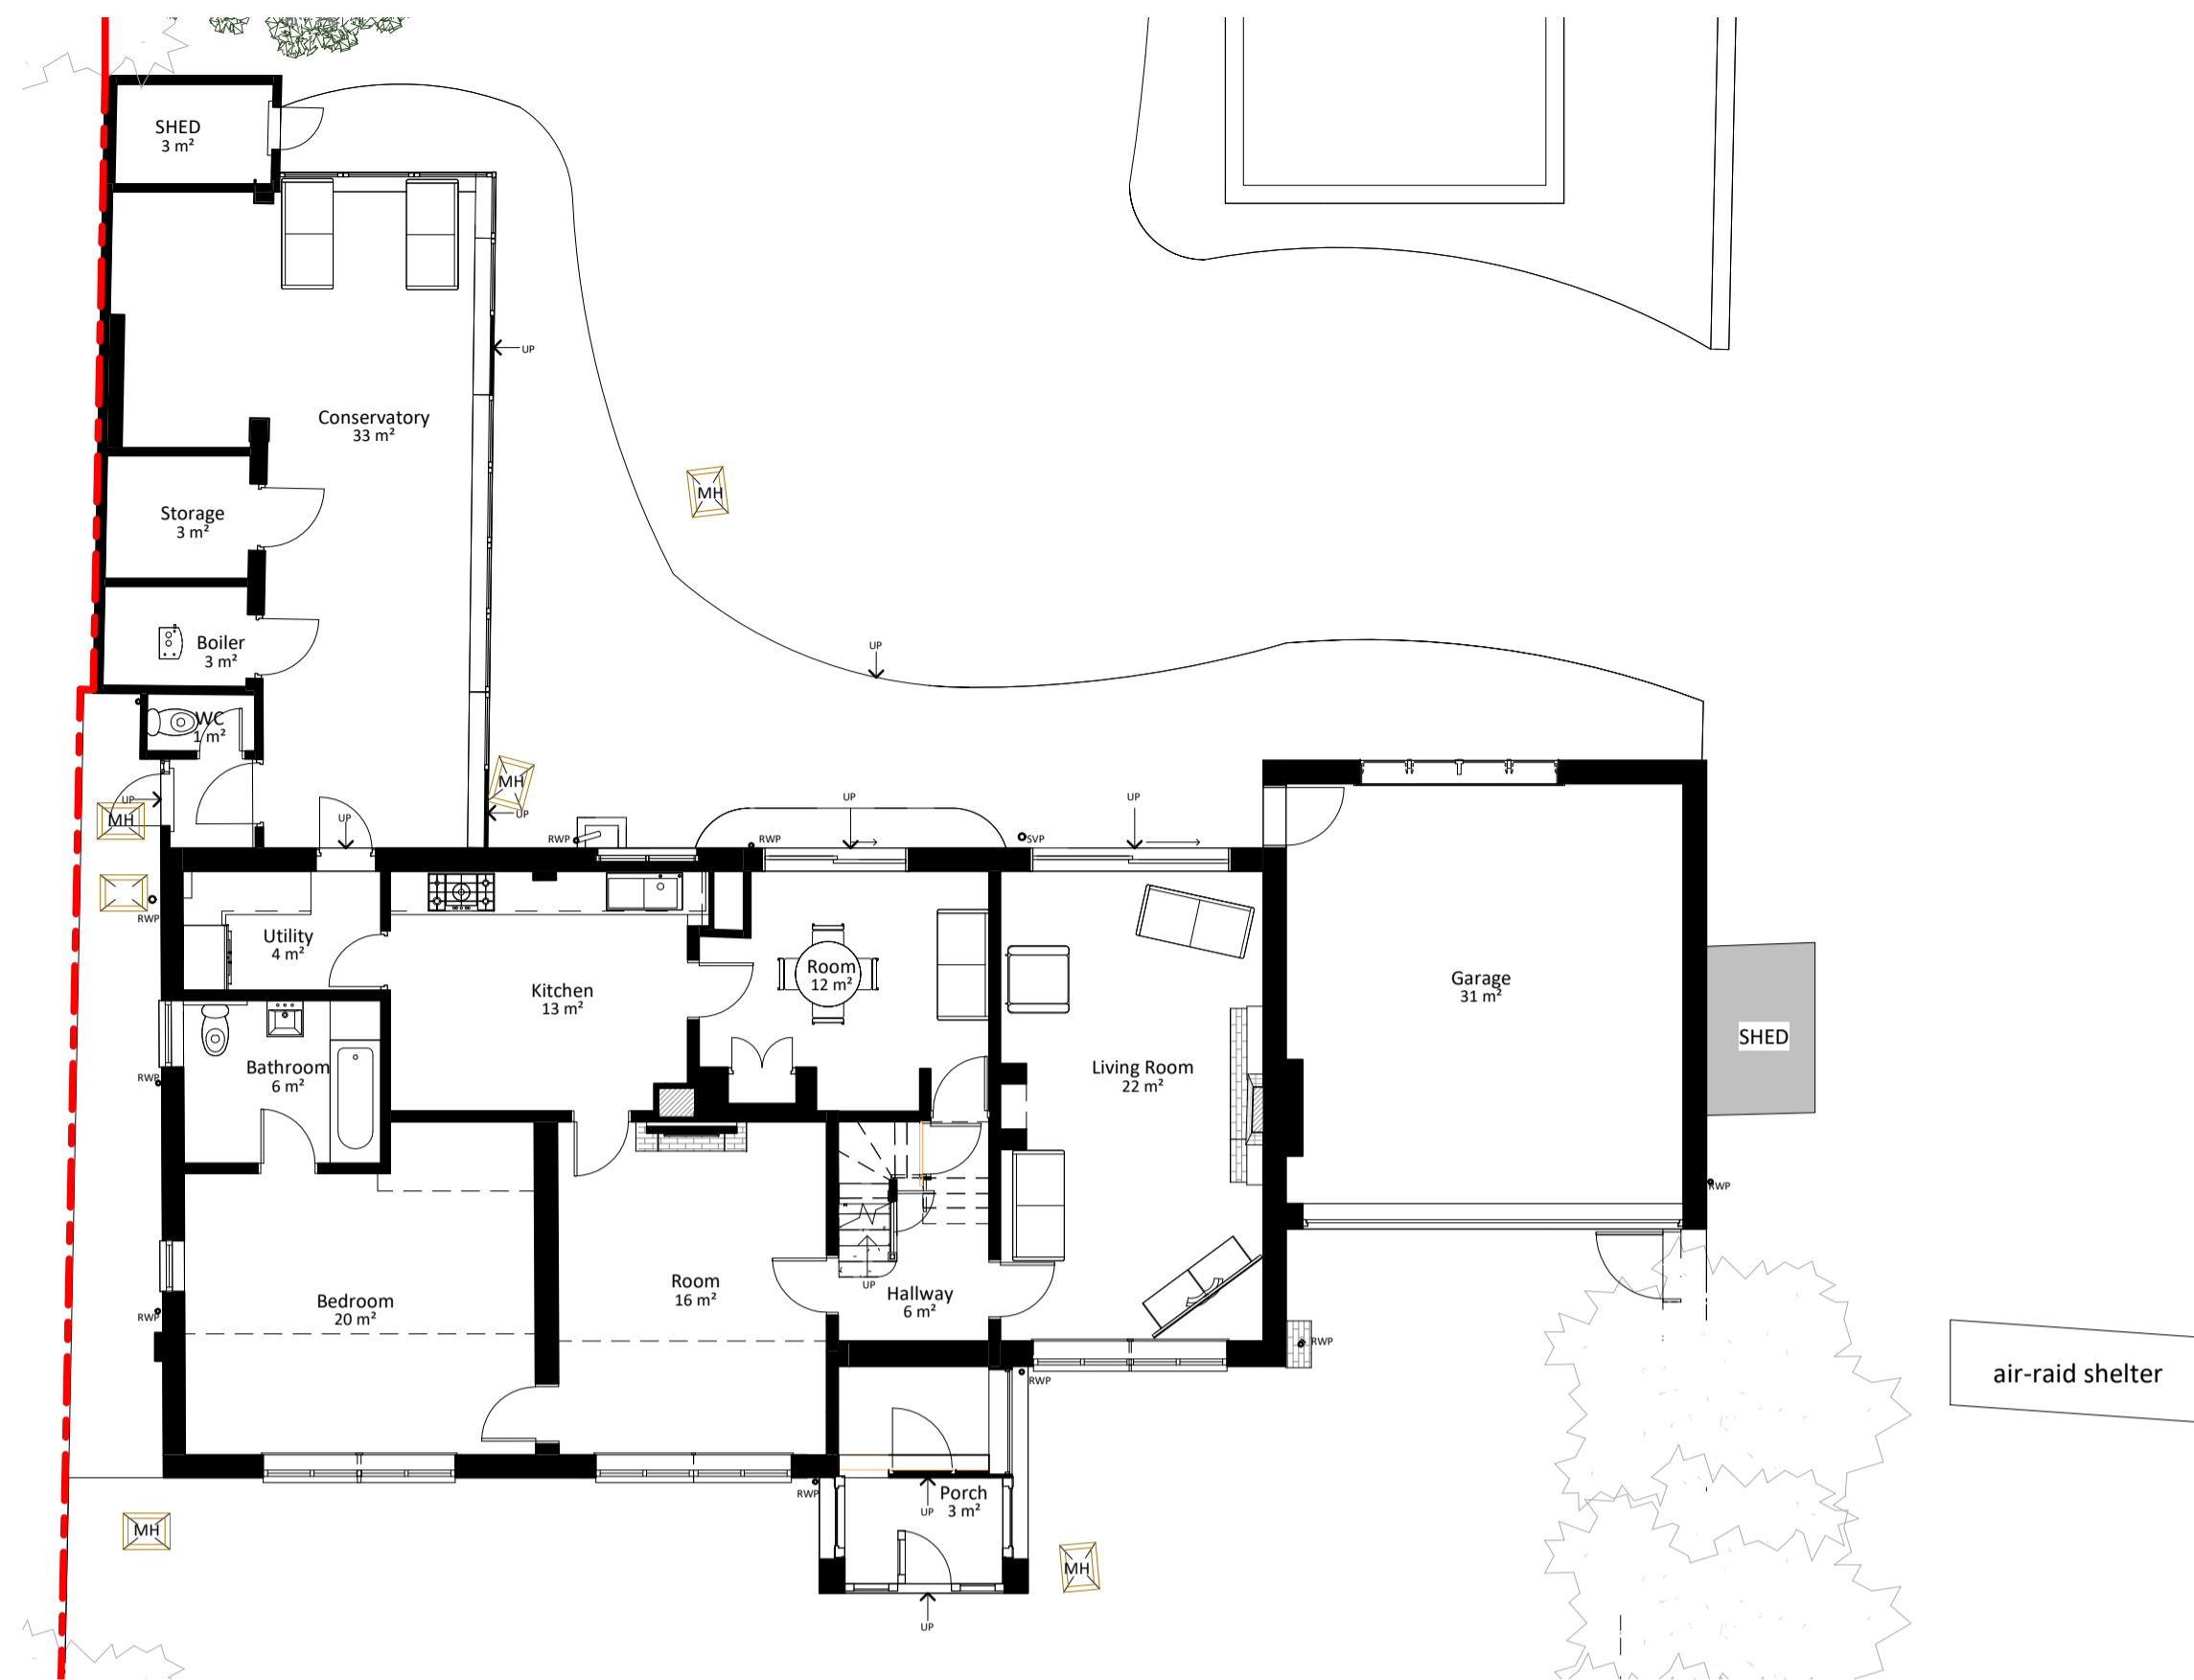 SHED
3 m²
UP
Conservatory
33 m²
MH
Storage
3 m²
Boiler
3 m²
UP
WC
1 m²
MH
UP
MH
UP
UP
UP
RWP
RWP
UP
SVP
UP
RWP
Utility
4 m²
Kitchen
13 m²
Room
12 m²
Garage
31 m²
SHED
Bathroom
6 m²
RWP
Living Room
22 m²
RWP
Bedroom
20 m²
RWP
Room
16 m²
UP
Hallway
6 m²
RWP
RWP
air-raid shelter
RWP
Porch
3 m²
UP
MH
MH
UP